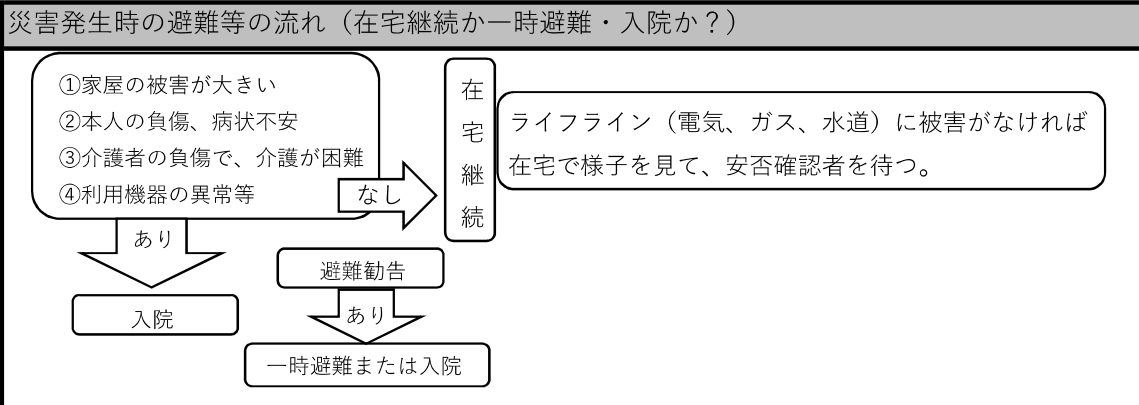 災害発生時の避難等の流れ（在宅継続か一時避難・入院か？）
①家屋の被害が大きい
②本人の負傷、病状不安
③介護者の負傷で、介護が困難
④利用機器の異常等
なし
在宅継続
ライフライン（電気、ガス、水道）に被害がなければ
在宅で様子を見て、安否確認者を待つ。
あり
入院
避難勧告
あり
一時避難または入院